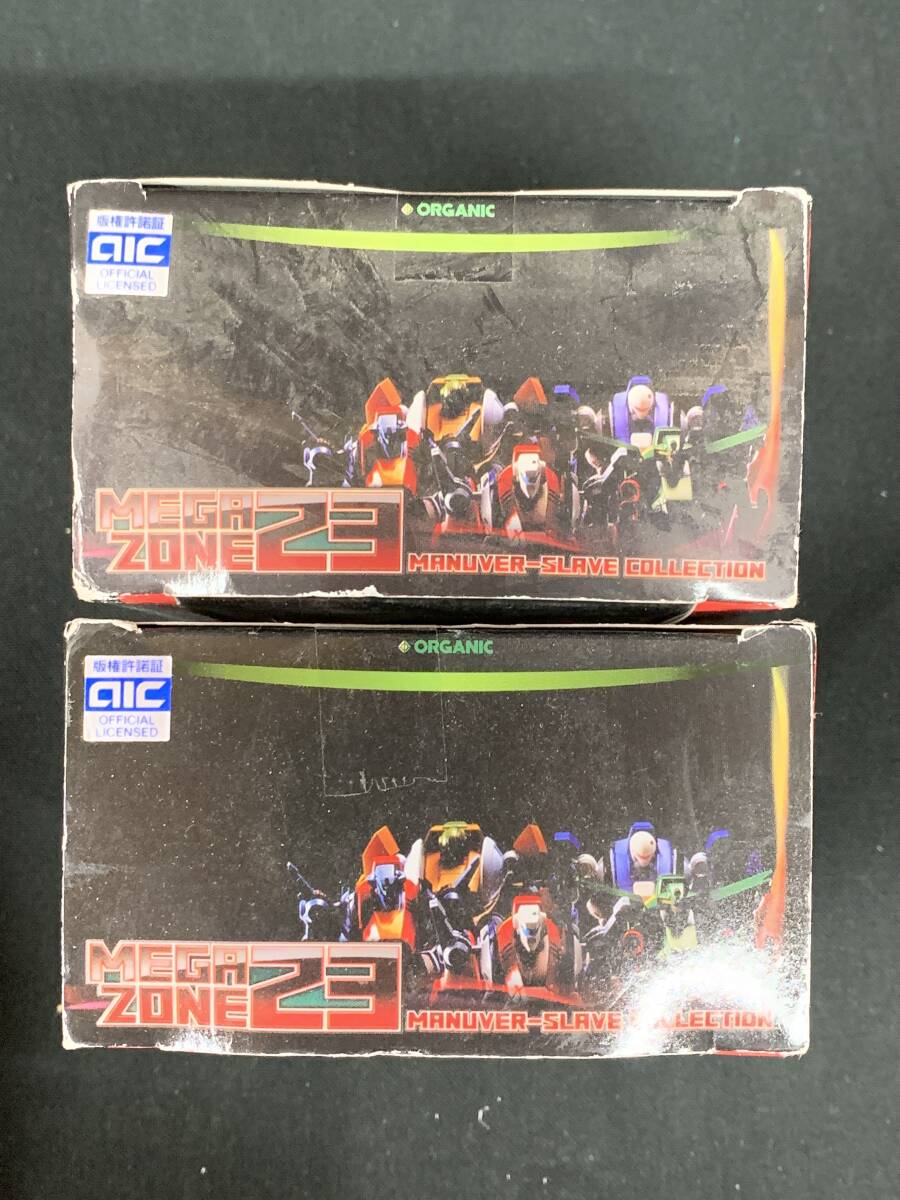 ORGANIC
版権許諾証
aic
OFFICIAL
LICENSED
MEGA
ZONE 23
MANUVER-SLAVE COLLECTION
ORGANIC
版権許諾証
aic
OFFICIAL
LICENSED
MEGA
ZONE 23
MANUVER-SLAVE COLLECTION